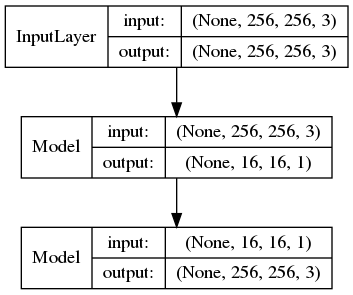 InputLayer
input: (None, 256, 256, 3)
output: (None, 256, 256, 3)
Model
input: (None, 256, 256, 3)
output: (None, 16, 16, 1)
Model
input: (None, 16, 16, 1)
output: (None, 256, 256, 3)